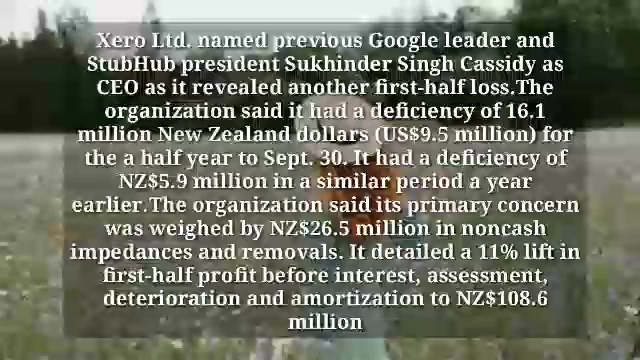 Xero Ltd. named previous Google leader and
StubHub president Sukhinder Singh Cassidy as
CEO as it revealed another first-half loss.The
organization said it had a deficiency of 16.1
million New Zealand dollars (US$9.5 million) for
the a half year to Sept. 30. It had a deficiency of
NZ$5.9 million in a similar period a year
earlier.The organization said its primary concern
was weighed by NZ$26.5 million in noncash
impedances and removals. It detailed a 11% lift in
first-half profit before interest, assessment,
deterioration and amortization to NZ$108.6
million